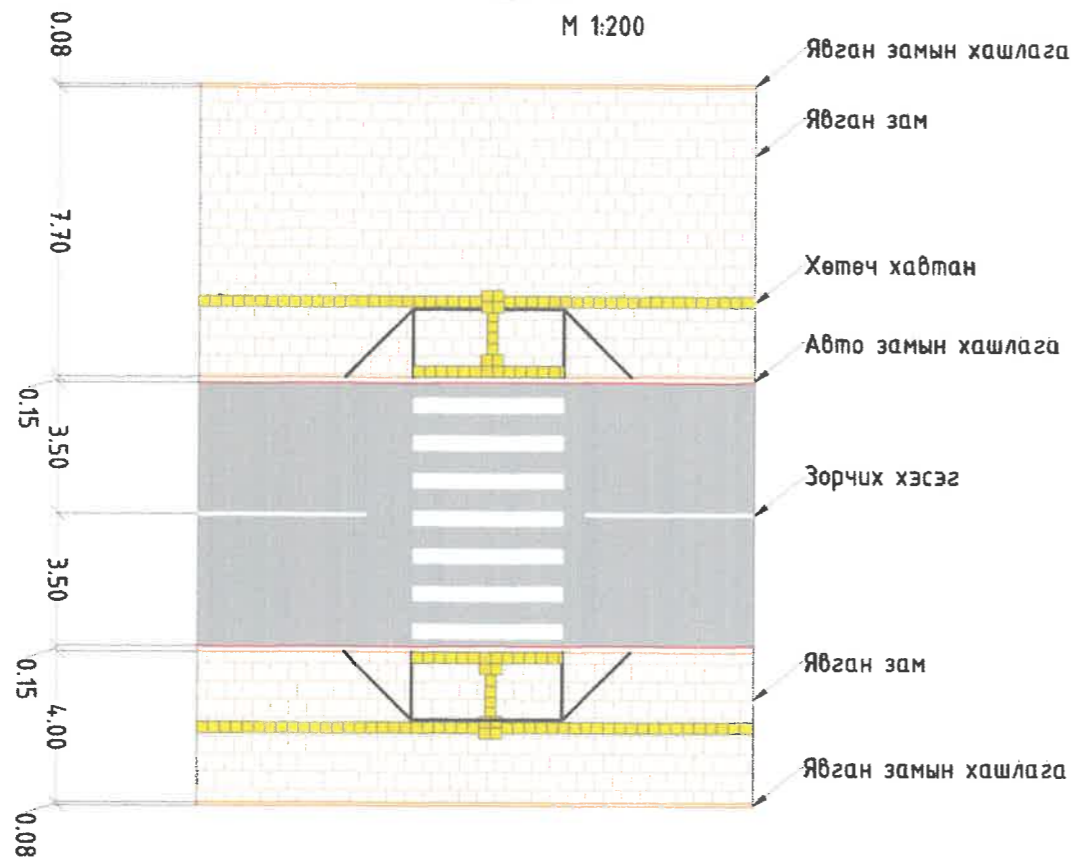 М 1:200
0.08
Явган замын хашлага
Явган зам
7.70
Хөтөч хавтан
Авто замын хашлага
0.15
3.50
Зорчих хэсэг
3.50
0.15
Явган зам
4.00
Явган замын хашлага
0.08